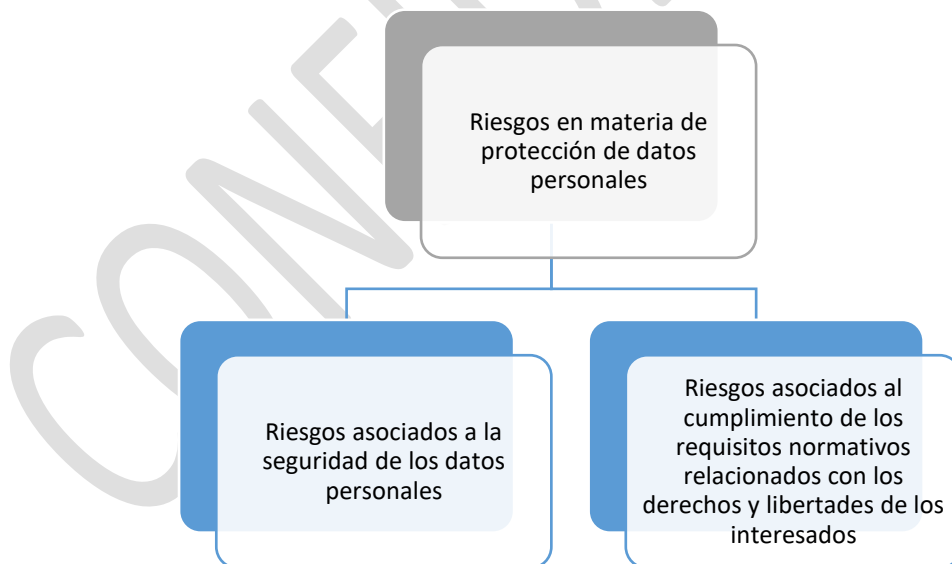 Riesgos en materia de
protección de datos
personales
Riesgos asociados a la
seguridad de los datos
personales
Riesgos asociados al
cumplimiento de los
requisitos normativos
relacionados con los
derechos y libertades de los
interesados